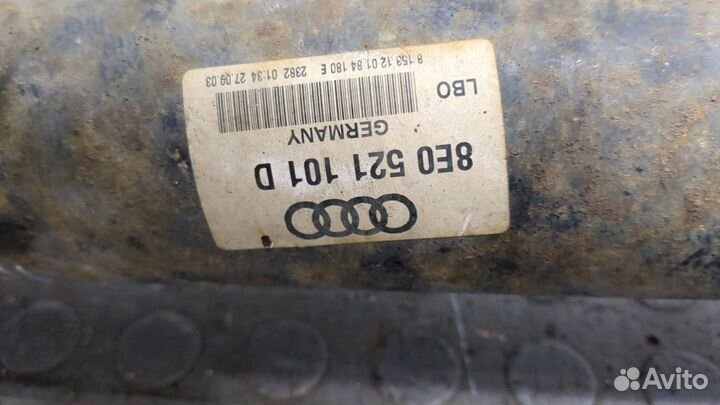 8E0 521 101 D
GERMANY
LBO
8 153 12 01 84 180 E 2382 01:34 27.09.03
Avito